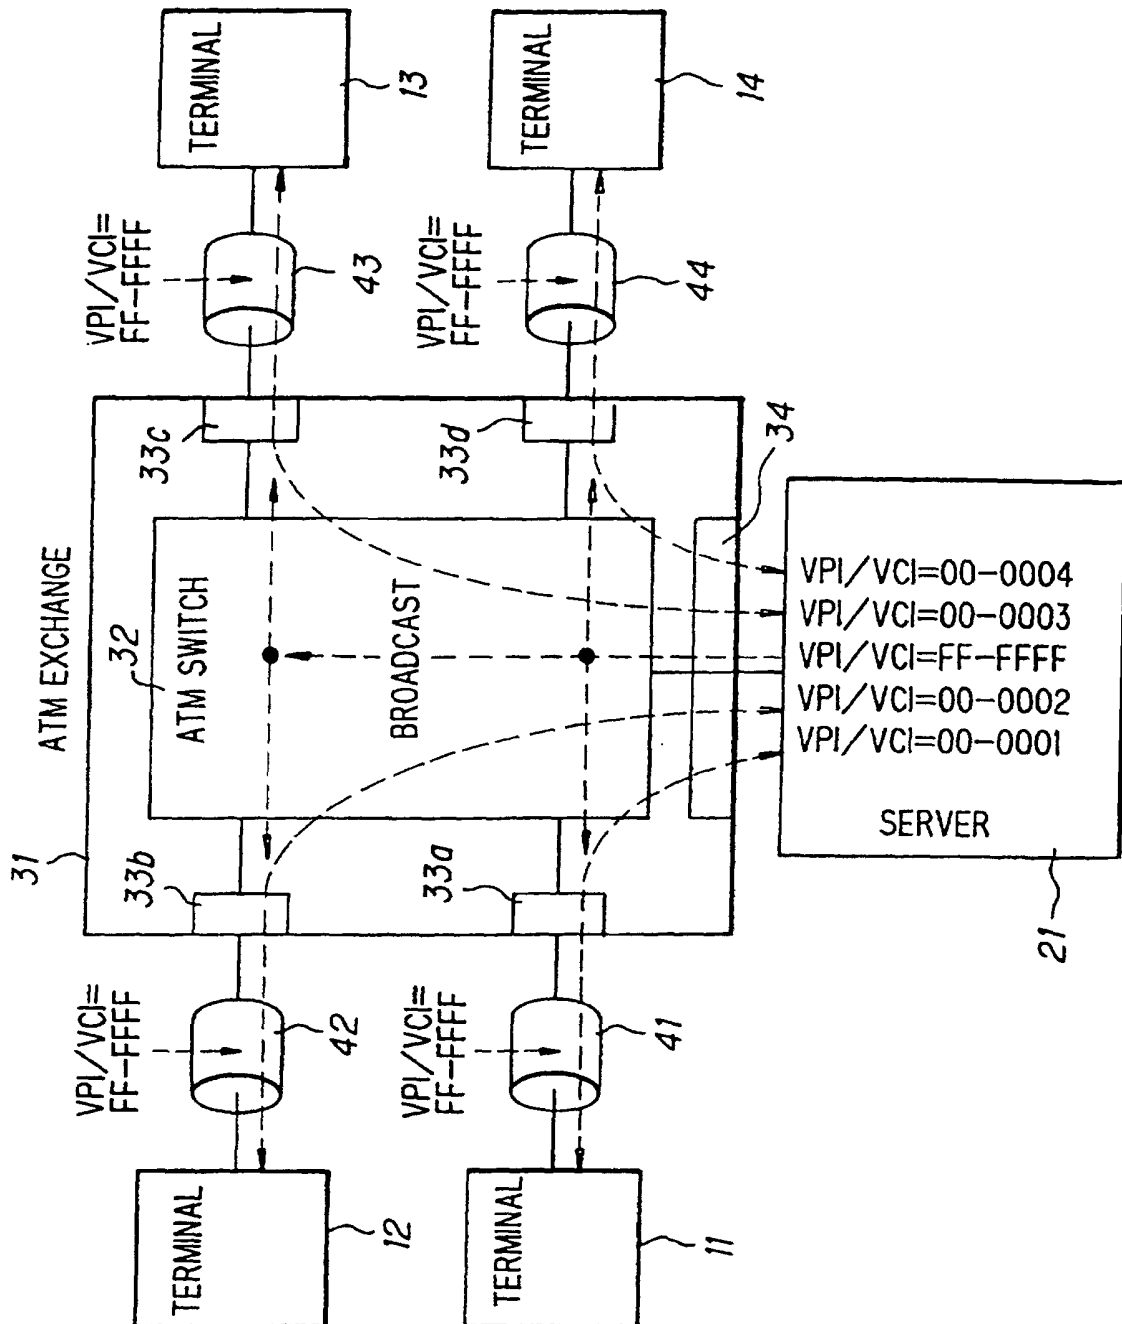 ATM EXCHANGE
31
32
ATM SWITCH
BROADCAST
33b
33a
33c
33d
34
TERMINAL
12
VPI/VCI=
FF-FFFF
42
TERMINAL
11
VPI/VCI=
FF-FFFF
41
VPI/VCI=
FF-FFFF
43
TERMINAL
13
VPI/VCI=
FF-FFFF
44
TERMINAL
14
VPI/VCI=00-0004
VPI/VCI=00-0003
VPI/VCI=FF-FFFF
VPI/VCI=00-0002
VPI/VCI=00-0001
SERVER
21